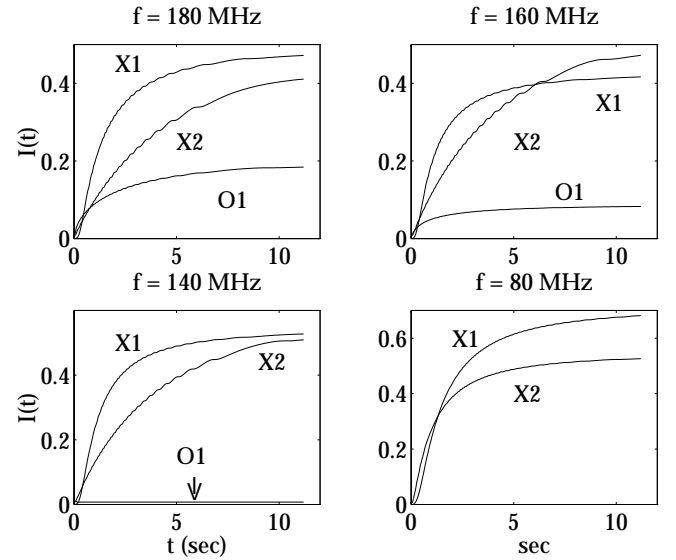 f = 180 MHz
f = 160 MHz
I(t)
0.4
0.2
0
X1
X2
O1
0
5
10
0.4
0.2
0
X1
X2
O1
0
5
10
sec
f = 140 MHz
f = 80 MHz
I(t)
0.4
0.2
0
X1
X2
O1
0
5
10
t (sec)
0.6
0.4
0.2
0
X1
X2
0
5
10
sec